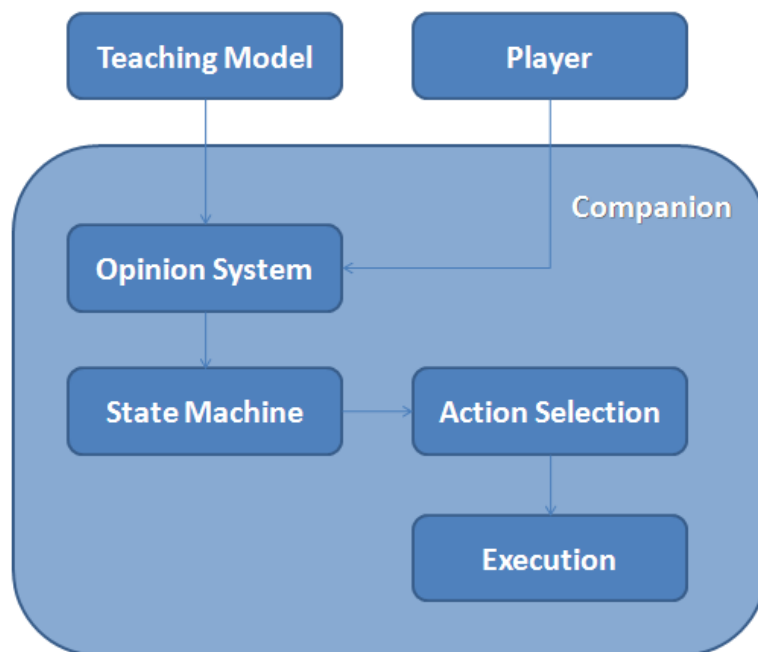 Teaching Model
Player
Companion
Opinion System
State Machine
Action Selection
Execution